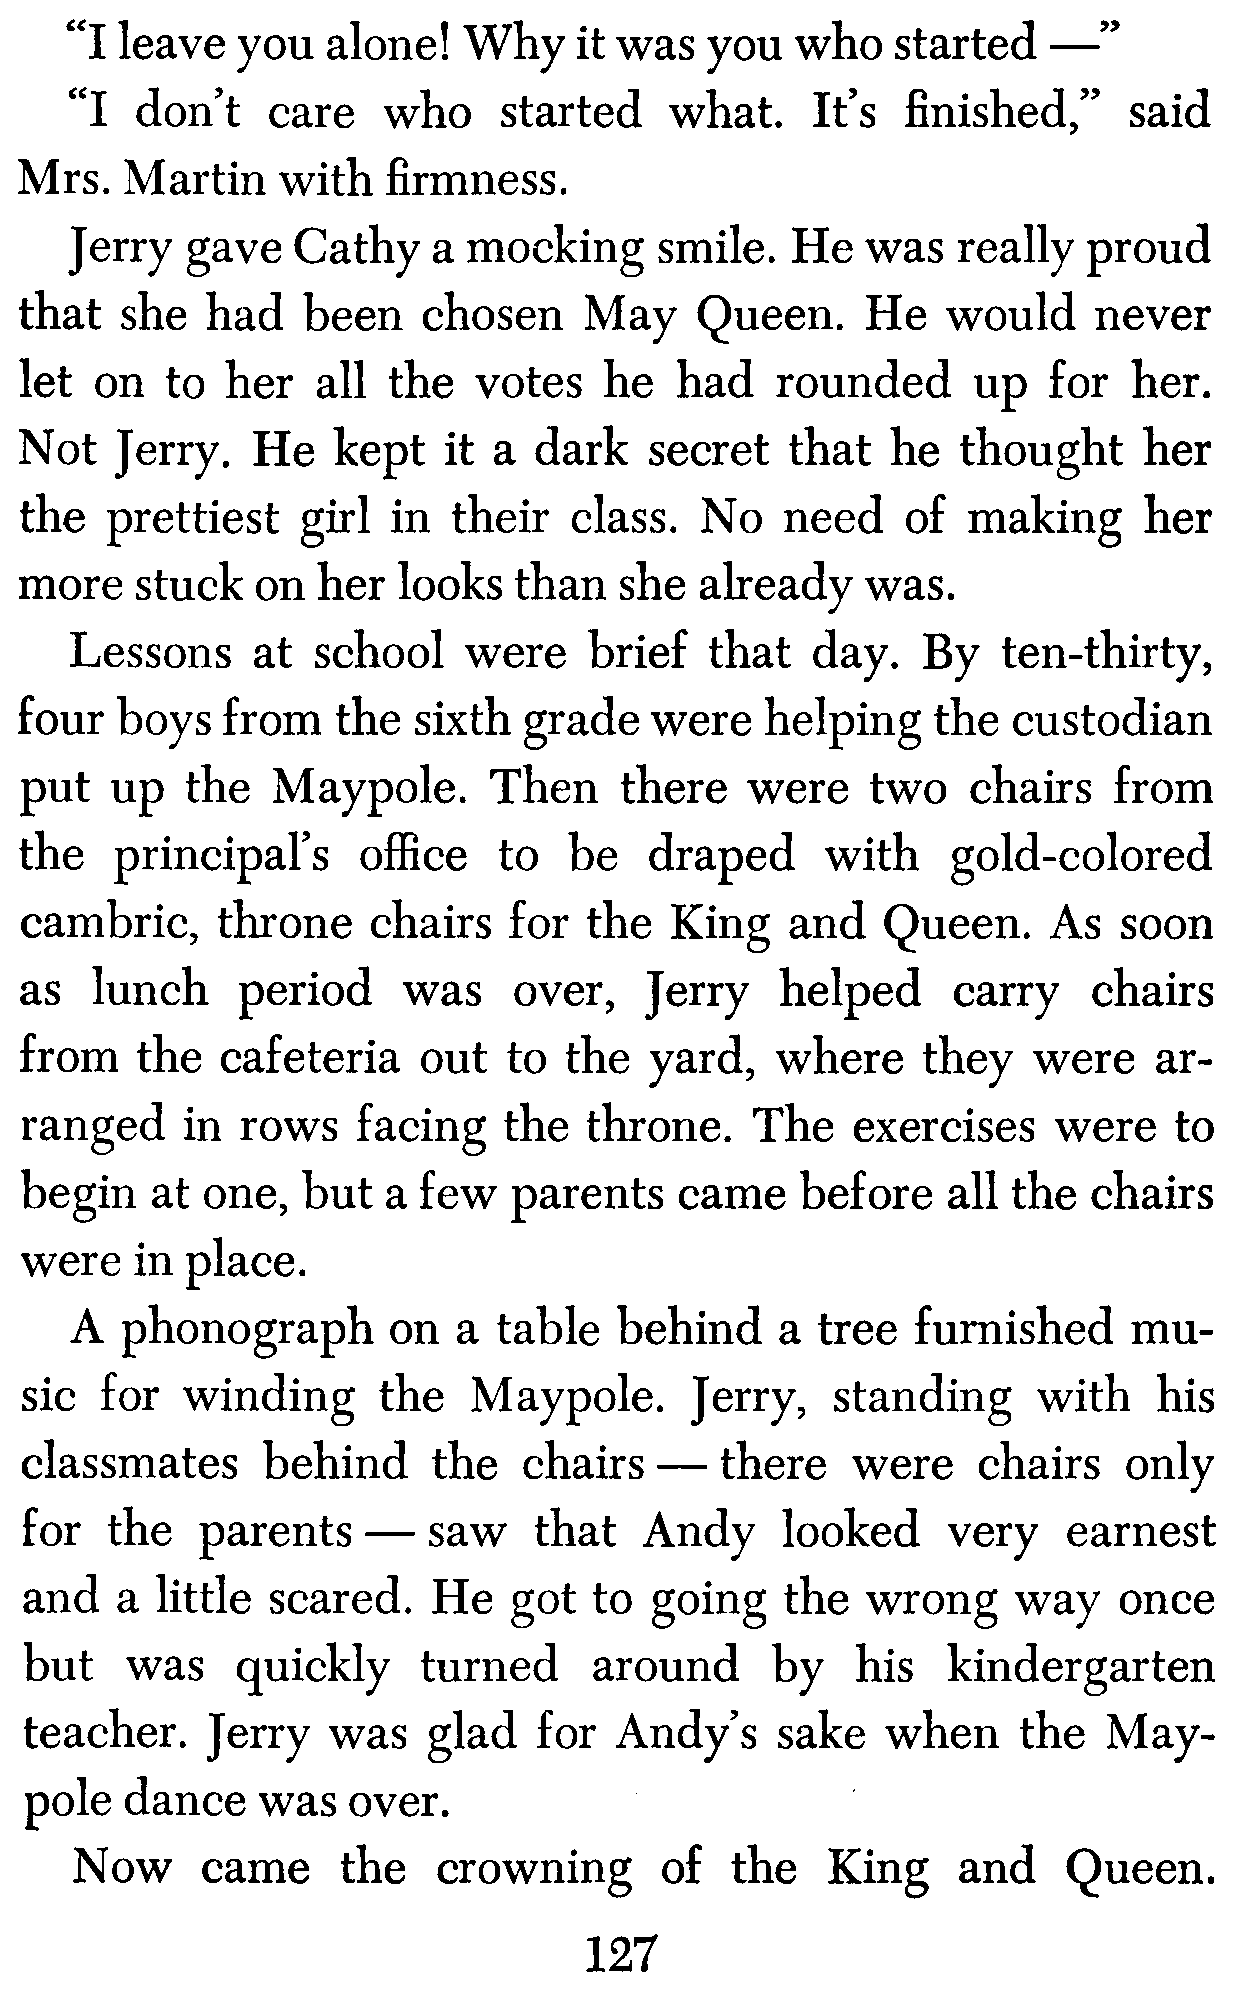 “I leave you alone! Why it was you who started —”
“I don’t care who started what. It’s finished,” said
Mrs. Martin with firmness.
Jerry gave Cathy a mocking smile. He was really proud
that she had been chosen May Queen. He would never
let on to her all the votes he had rounded up for her.
Not Jerry. He kept it a dark secret that he thought her
the prettiest girl in their class. No need of making her
more stuck on her looks than she already was.
Lessons at school were brief that day. By ten-thirty,
four boys from the sixth grade were helping the custodian
put up the Maypole. Then there were two chairs from
the principal’s office to be draped with gold-colored
cambric, throne chairs for the King and Queen. As soon
as lunch period was over, Jerry helped carry chairs
from the cafeteria out to the yard, where they were ar-
ranged in rows facing the throne. The exercises were to
begin at one, but a few parents came before all the chairs
were in place.
A phonograph on a table behind a tree furnished mu-
sic for winding the Maypole. Jerry, standing with his
classmates behind the chairs — there were chairs only
for the parents — saw that Andy looked very earnest
and a little scared. He got to going the wrong way once
but was quickly turned around by his kindergarten
teacher. Jerry was glad for Andy’s sake when the May-
pole dance was over.
Now came the crowning of the King and Queen.
127